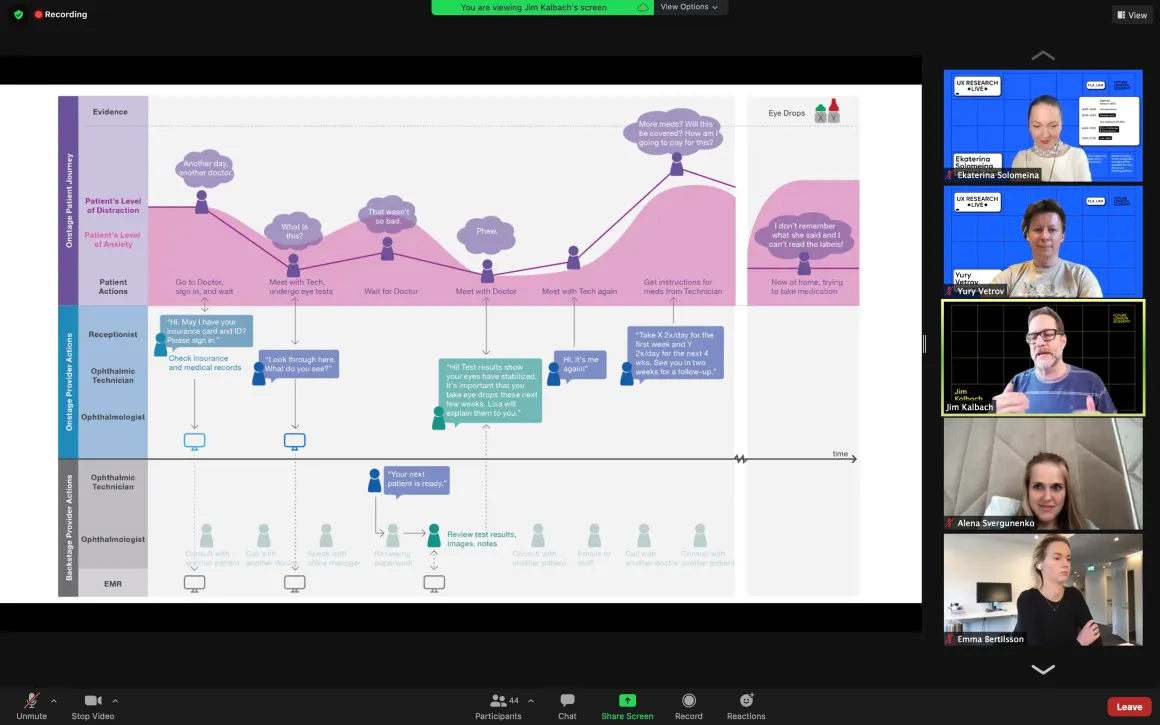 Recording
You are viewing Jim Kalbach's screen
View Options
View
Evidence
Eye Drops
X Y
Onstage Patient Journey
Another day,
another doctor.
What is
this?
That wasn't
so bad.
Phew.
More meds? Will this
be covered? How am I
going to pay for this?
I don't remember
what she said and I
can't read the labels!
Patient's Level
of Distraction
Patient's Level
of Anxiety
Patient
Actions
Go to Doctor,
sign in, and wait
Meet with Tech,
undergo eye tests
Wait for Doctor
Meet with Doctor
Meet with Tech again
Get instructions for
meds from Technician
Now at home, trying
to take medication
Onstage Provider Actions
Receptionist
Ophthalmic
Technician
Ophthalmologist
"Hi. May I have your
insurance card and ID?
Please sign in."
Check insurance
and medical records
"Look through here.
What do you see?"
"Hi! Test results show
your eyes have stabilized.
It's important that you
take eye drops these next
few weeks. Lisa will
explain them to you."
Hi, it's me
again!
"Take X 2x/day for the
first week and Y
2x/day for the next 4
wks. See you in two
weeks for a follow-up."
time
Backstage Provider Actions
Ophthalmic
Technician
Ophthalmologist
EMR
"Your next
patient is ready."
Review test results,
images, notes
Consult with
another patient
Call with
another doctor
Speak with
office manager
Reviewing
paperwork
Consult with
another patient
Emails to
staff
Call with
another doctor
Consult with
another patient
UX RESEARCH
LIVE
Ekaterina
Solomeina
Ekaterina Solomeina
UX RESEARCH
LIVE
Yury
Vetrov
Yury Vetrov
Jim
Kalbach
Jim Kalbach
Alena Svergunenko
Emma Bertilsson
Unmute
Stop Video
44
Participants
Chat
Share Screen
Record
Reactions
Leave